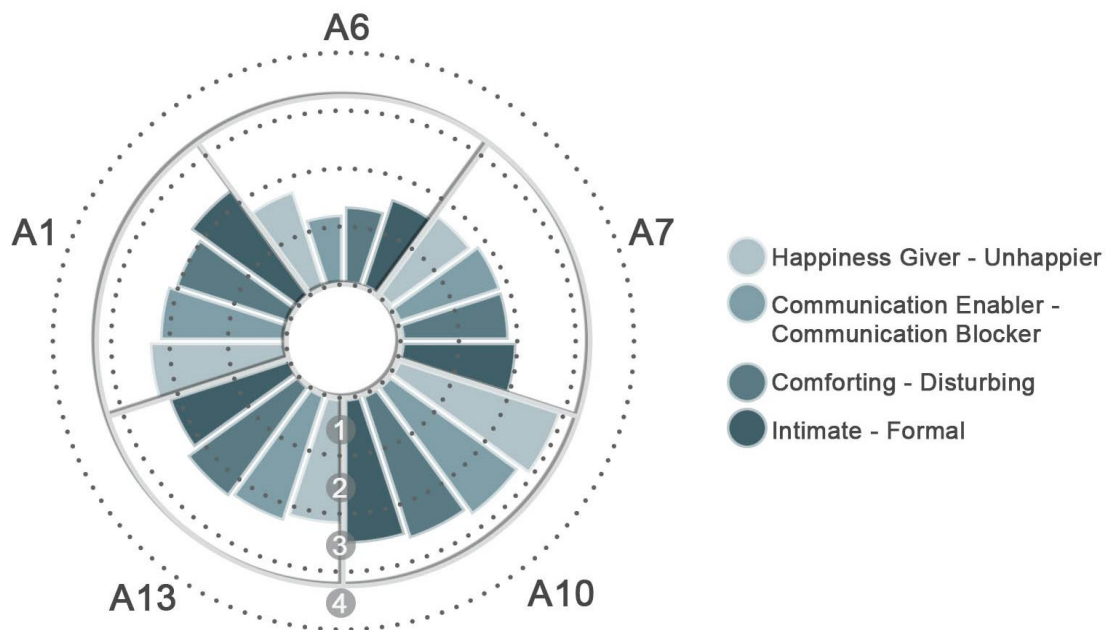 A6
A1
A7
Happiness Giver - Unhappier
Communication Enabler -
Communication Blocker
Comforting - Disturbing
Intimate - Formal
1
2
3
4
A13
A10